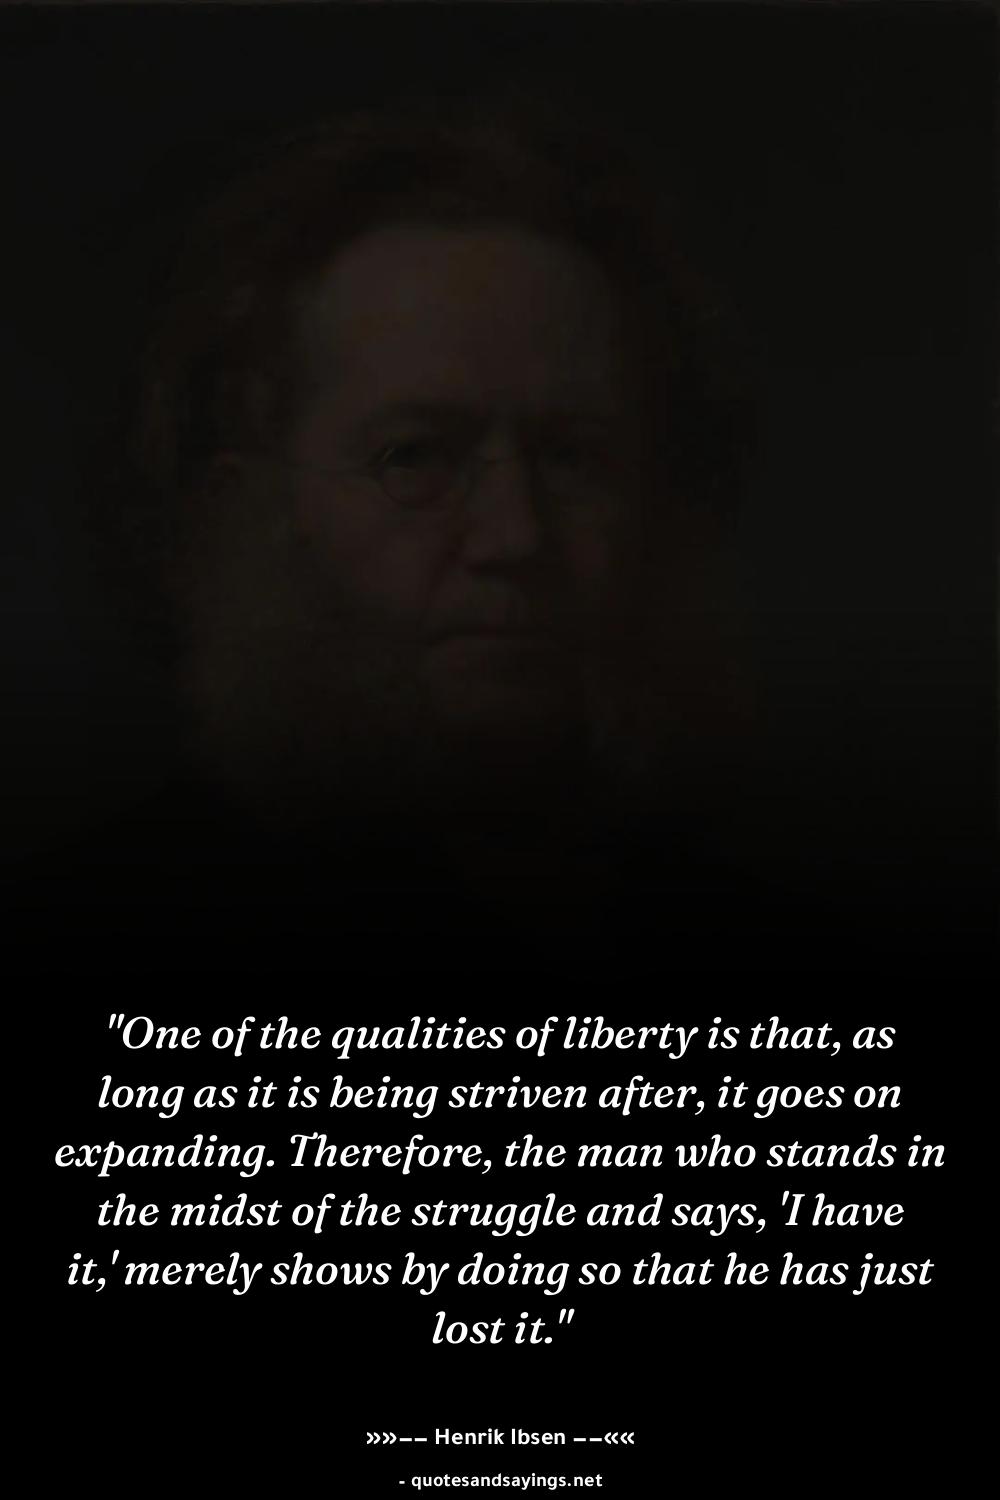 "One of the qualities of liberty is that, as
long as it is being striven after, it goes on
expanding. Therefore, the man who stands in
the midst of the struggle and says, 'I have
it,' merely shows by doing so that he has just
lost it."
»»−− Henrik Ibsen −−««
- quotesandsayings.net